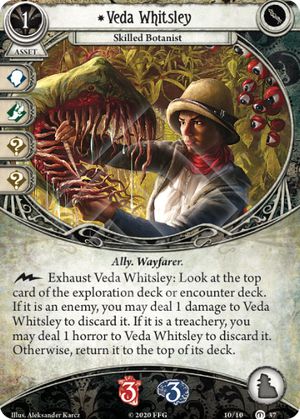 1
Veda Whitsley
Skilled Botanist
ASSET
?
?
Ally. Wayfarer.
Exhaust Veda Whitsley: Look at the top
card of the exploration deck or encounter deck.
If it is an enemy, you may deal 1 damage to Veda
Whitsley to discard it. If it is a treachery, you
may deal 1 horror to Veda Whitsley to discard it.
Otherwise, return it to the top of its deck.
3 3
Illus. Aleksander Karcz © 2020 FFG 10/10 37